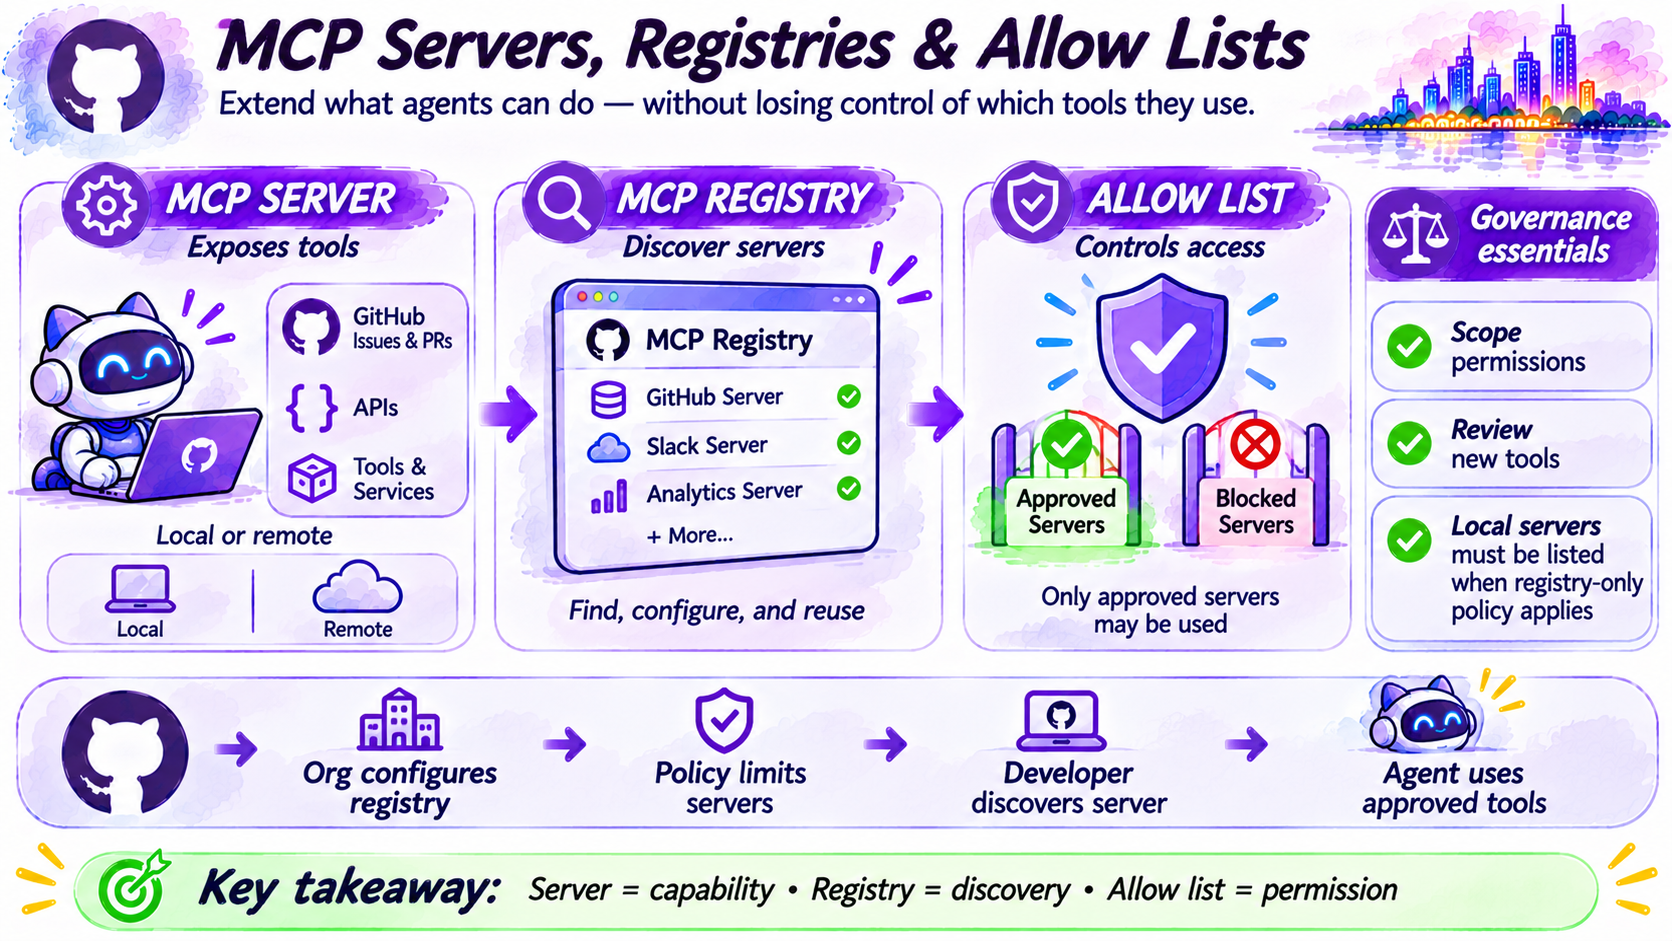 MCP Servers, Registries & Allow Lists
Extend what agents can do — without losing control of which tools they use.
MCP SERVER
Exposes tools
GitHub
Issues & PRs
APIs
Tools &
Services
Local or remote
Local
Remote
MCP REGISTRY
Discover servers
MCP Registry
GitHub Server
Slack Server
Analytics Server
+ More...
Find, configure, and reuse
ALLOW LIST
Controls access
Approved
Servers
Blocked
Servers
Only approved servers
may be used
Governance
essentials
Scope
permissions
Review
new tools
Local servers
must be listed
when registry-only
policy applies
Org configures
registry
Policy limits
servers
Developer
discovers server
Agent uses
approved tools
Key takeaway: Server = capability • Registry = discovery • Allow list = permission